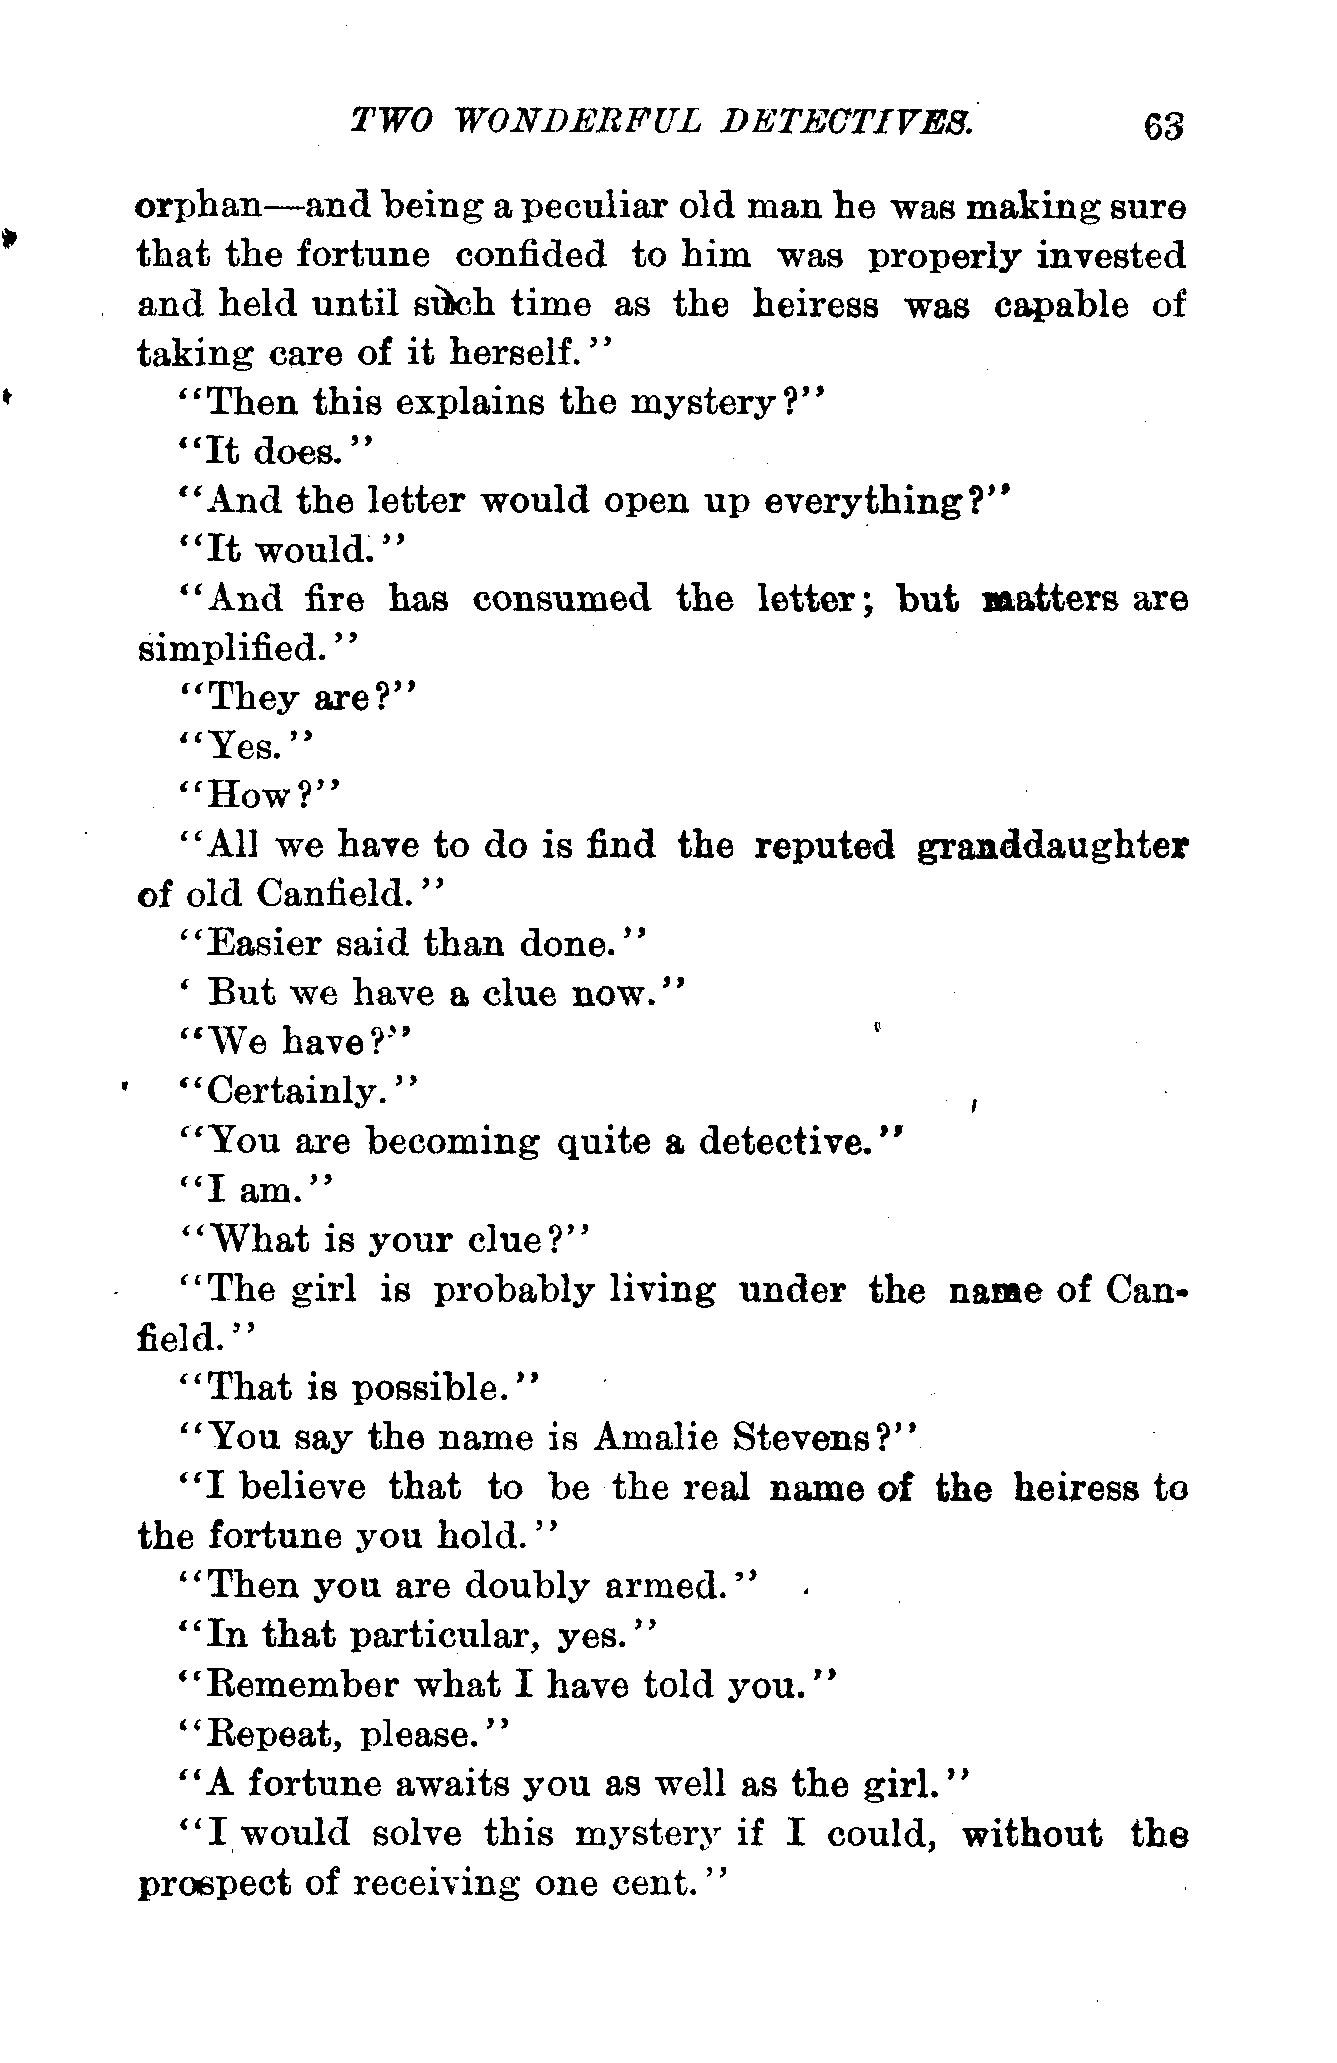 TWO WONDERFUL DETECTIVES. 63
orphan—and being a peculiar old man he was making sure
that the fortune confided to him was properly invested
and held until such time as the heiress was capable of
taking care of it herself."
"Then this explains the mystery?"
"It does."
"And the letter would open up everything?"
"It would."
"And fire has consumed the letter; but matters are
simplified."
"They are?"
"Yes."
"How?"
"All we have to do is find the reputed granddaughter
of old Canfield."
"Easier said than done."
' But we have a clue now."
"We have?"
"Certainly."
"You are becoming quite a detective."
"I am."
"What is your clue?"
"The girl is probably living under the name of Can-
field."
"That is possible."
"You say the name is Amalie Stevens?"
"I believe that to be the real name of the heiress to
the fortune you hold."
"Then you are doubly armed."
"In that particular, yes."
"Remember what I have told you."
"Repeat, please."
"A fortune awaits you as well as the girl."
"I would solve this mystery if I could, without the
prospect of receiving one cent."